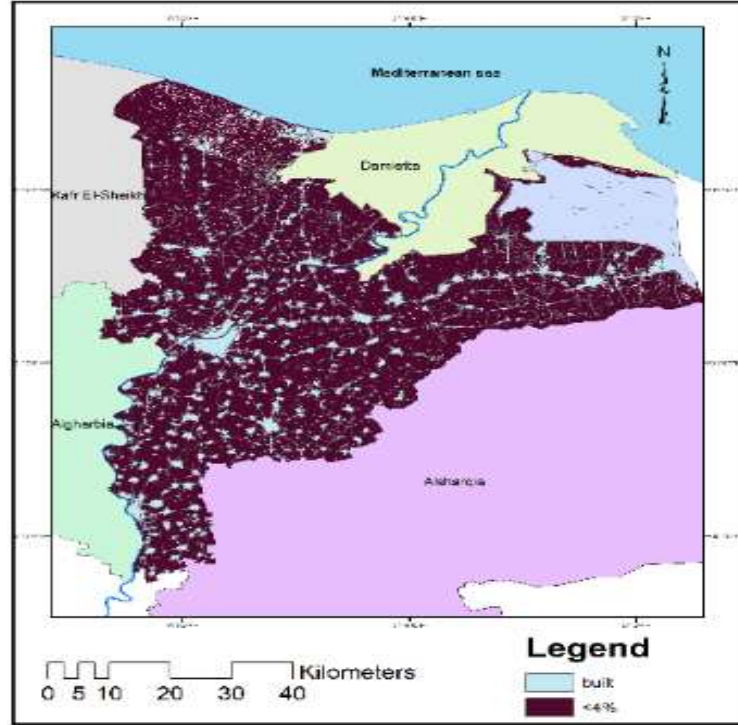 Mediterranean sea
N
Damietta
Kafr El-Sheikh
Algharbia
Alsharqia
Legend
Kilometers
built
0 5 10 20 30 40
<4%